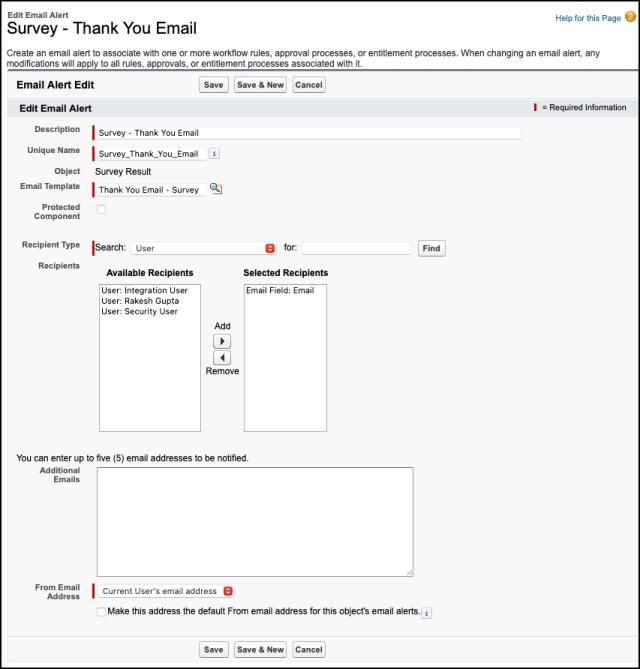 Edit Email Alert
Survey - Thank You Email
Help for this Page
Create an email alert to associate with one or more workflow rules, approval processes, or entitlement processes. When changing an email alert, any
modifications will apply to all rules, approvals, or entitlement processes associated with it.
Email Alert Edit
Save
Save & New
Cancel
Edit Email Alert
= Required Information
Description
Survey - Thank You Email
Unique Name
Survey_Thank_You_Email
i
Object
Survey Result
Email Template
Thank You Email - Survey
Protected
Component
Recipient Type
Search:
User
for:
Find
Recipients
Available Recipients
Selected Recipients
User: Integration User
User: Rakesh Gupta
User: Security User
Email Field: Email
Add
Remove
You can enter up to five (5) email addresses to be notified.
Additional
Emails
From Email
Address
Current User's email address
Make this address the default From email address for this object's email alerts.
i
Save
Save & New
Cancel